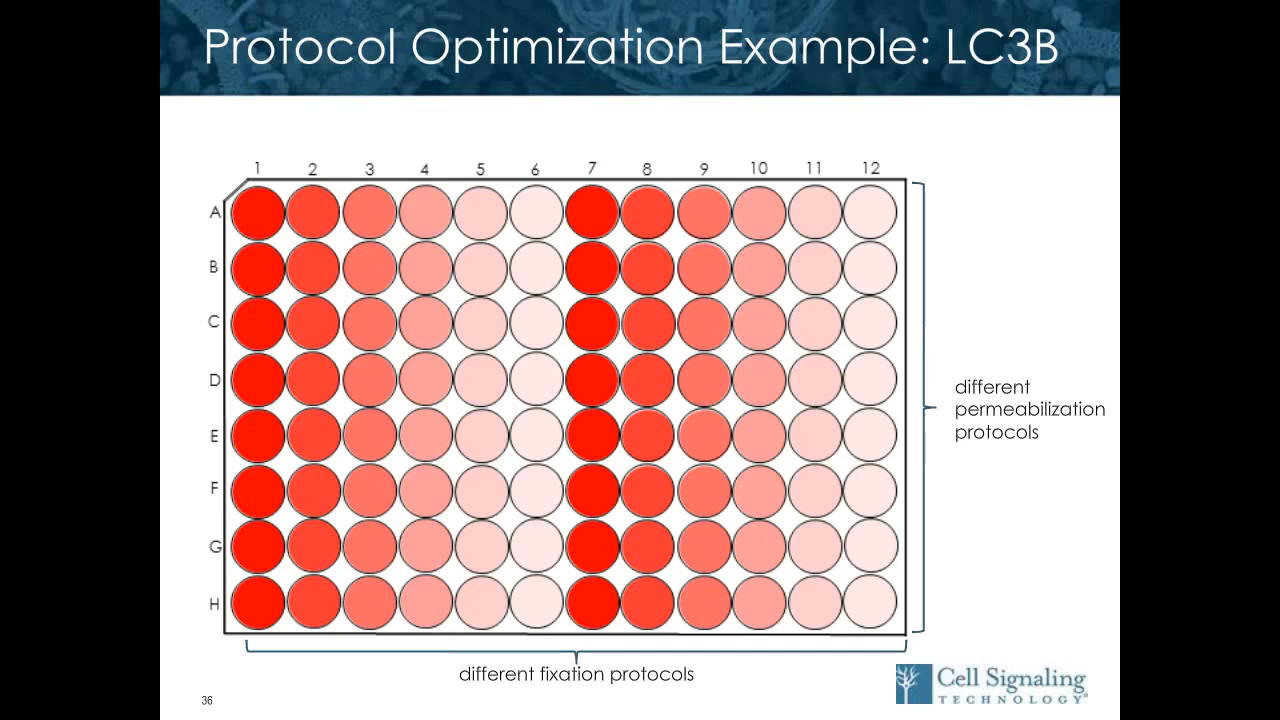 Protocol Optimization Example: LC3B
1 2 3 4 5 6 7 8 9 10 11 12
A
B
C
D
E
F
G
H
different
permeabilization
protocols
different fixation protocols
Cell Signaling
TECHNOLOGY®
36